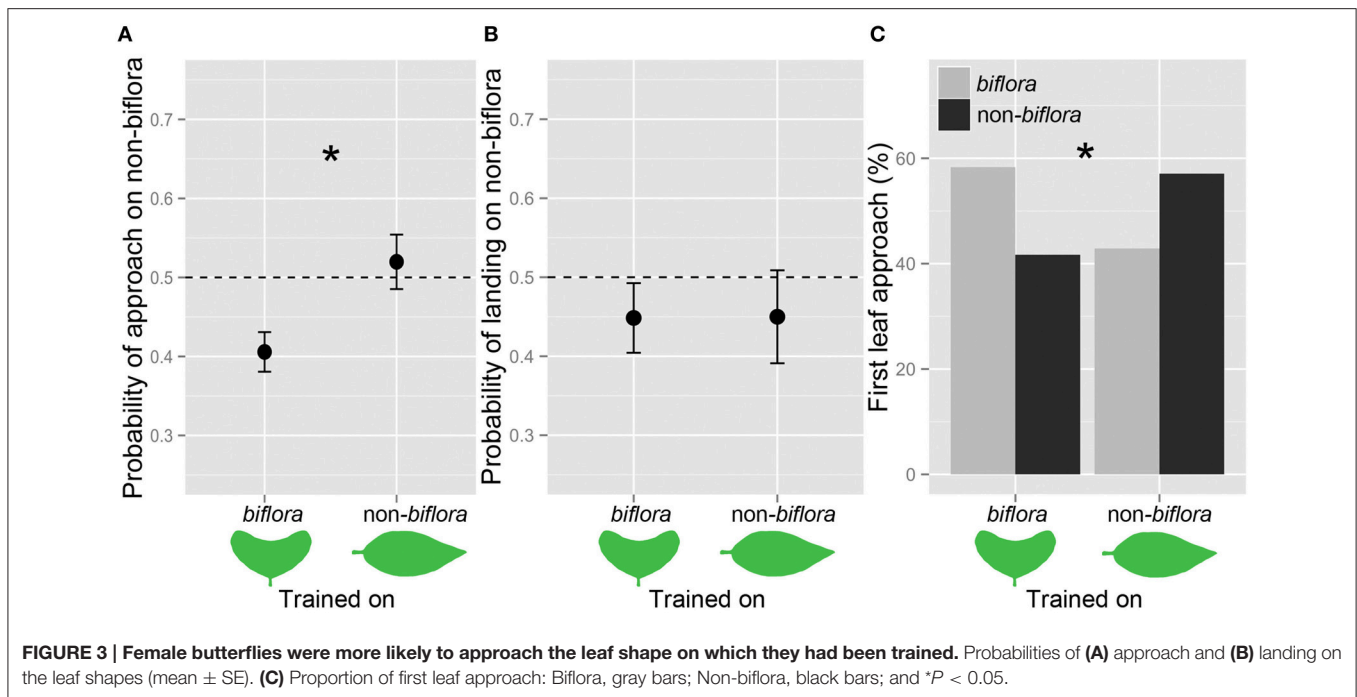 A
Probability of approach on non-biflora
0.7
0.6
0.5
0.4
0.3
*
biflora
non-biflora
Trained on
B
Probability of landing on non-biflora
0.7
0.6
0.5
0.4
0.3
biflora
non-biflora
Trained on
C
First leaf approach (%)
biflora
non-biflora
60
40
20
0
*
biflora
non-biflora
Trained on
FIGURE 3 | Female butterflies were more likely to approach the leaf shape on which they had been trained. Probabilities of (A) approach and (B) landing on
the leaf shapes (mean ± SE). (C) Proportion of first leaf approach: Biflora, gray bars; Non-biflora, black bars; and *P < 0.05.